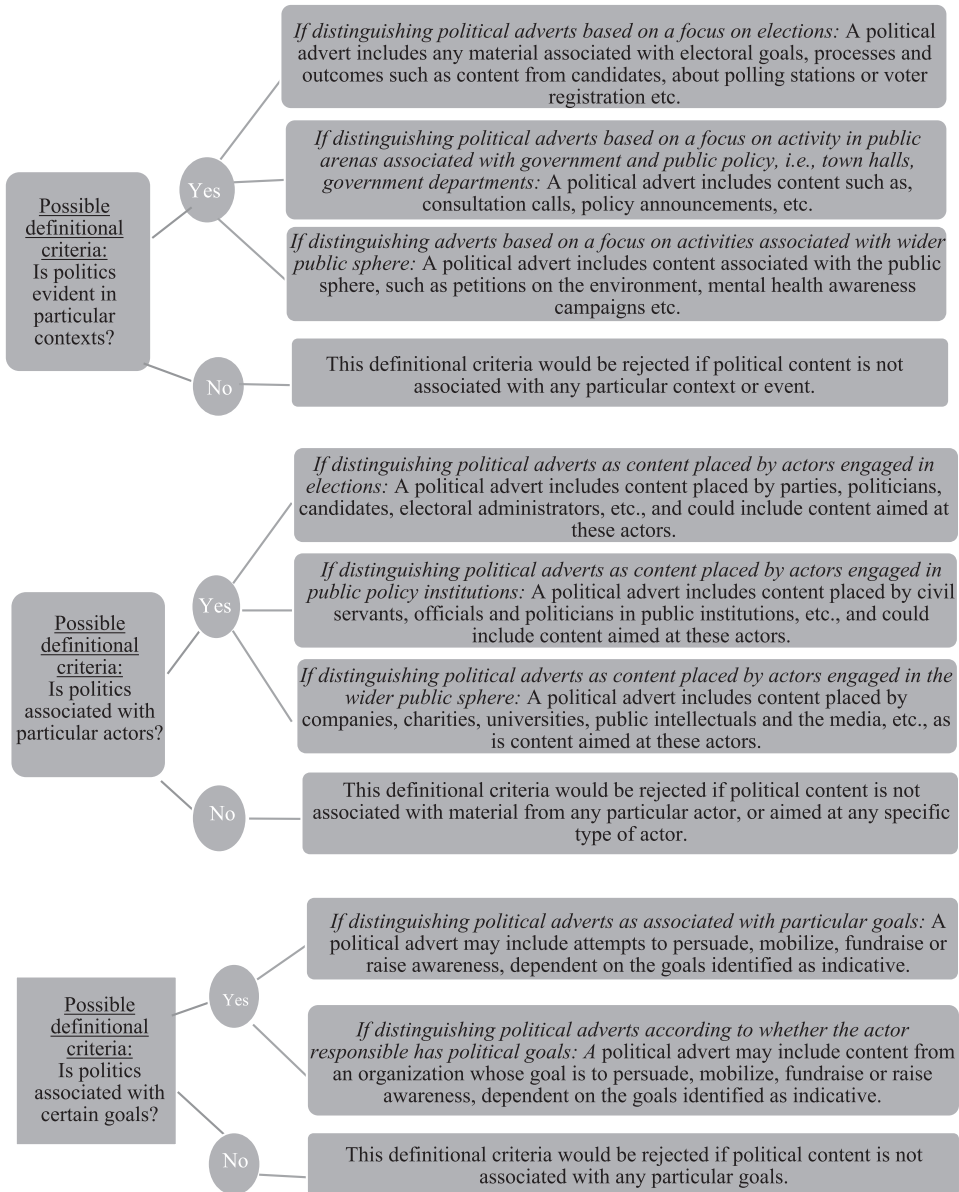 Possible
definitional
criteria:
Is politics
evident in
particular
contexts?
Yes
If distinguishing political adverts based on a focus on elections: A political
advert includes any material associated with electoral goals, processes and
outcomes such as content from candidates, about polling stations or voter
registration etc.
If distinguishing political adverts based on a focus on activity in public
arenas associated with government and public policy, i.e., town halls,
government departments: A political advert includes content such as,
consultation calls, policy announcements, etc.
If distinguishing adverts based on a focus on activities associated with wider
public sphere: A political advert includes content associated with the public
sphere, such as petitions on the environment, mental health awareness
campaigns etc.
No
This definitional criteria would be rejected if political content is not
associated with any particular context or event.
Possible
definitional
criteria:
Is politics
associated with
particular actors?
Yes
If distinguishing political adverts as content placed by actors engaged in
elections: A political advert includes content placed by parties, politicians,
candidates, electoral administrators, etc., and could include content aimed at
these actors.
If distinguishing political adverts as content placed by actors engaged in
public policy institutions: A political advert includes content placed by civil
servants, officials and politicians in public institutions, etc., and could
include content aimed at these actors.
If distinguishing political adverts as content placed by actors engaged in the
wider public sphere: A political advert includes content placed by
companies, charities, universities, public intellectuals and the media, etc., as
is content aimed at these actors.
No
This definitional criteria would be rejected if political content is not
associated with material from any particular actor, or aimed at any specific
type of actor.
Possible
definitional
criteria:
Is politics
associated with
certain goals?
Yes
If distinguishing political adverts as associated with particular goals: A
political advert may include attempts to persuade, mobilize, fundraise or
raise awareness, dependent on the goals identified as indicative.
If distinguishing political adverts according to whether the actor
responsible has political goals: A political advert may include content from
an organization whose goal is to persuade, mobilize, fundraise or raise
awareness, dependent on the goals identified as indicative.
No
This definitional criteria would be rejected if political content is not
associated with any particular goals.